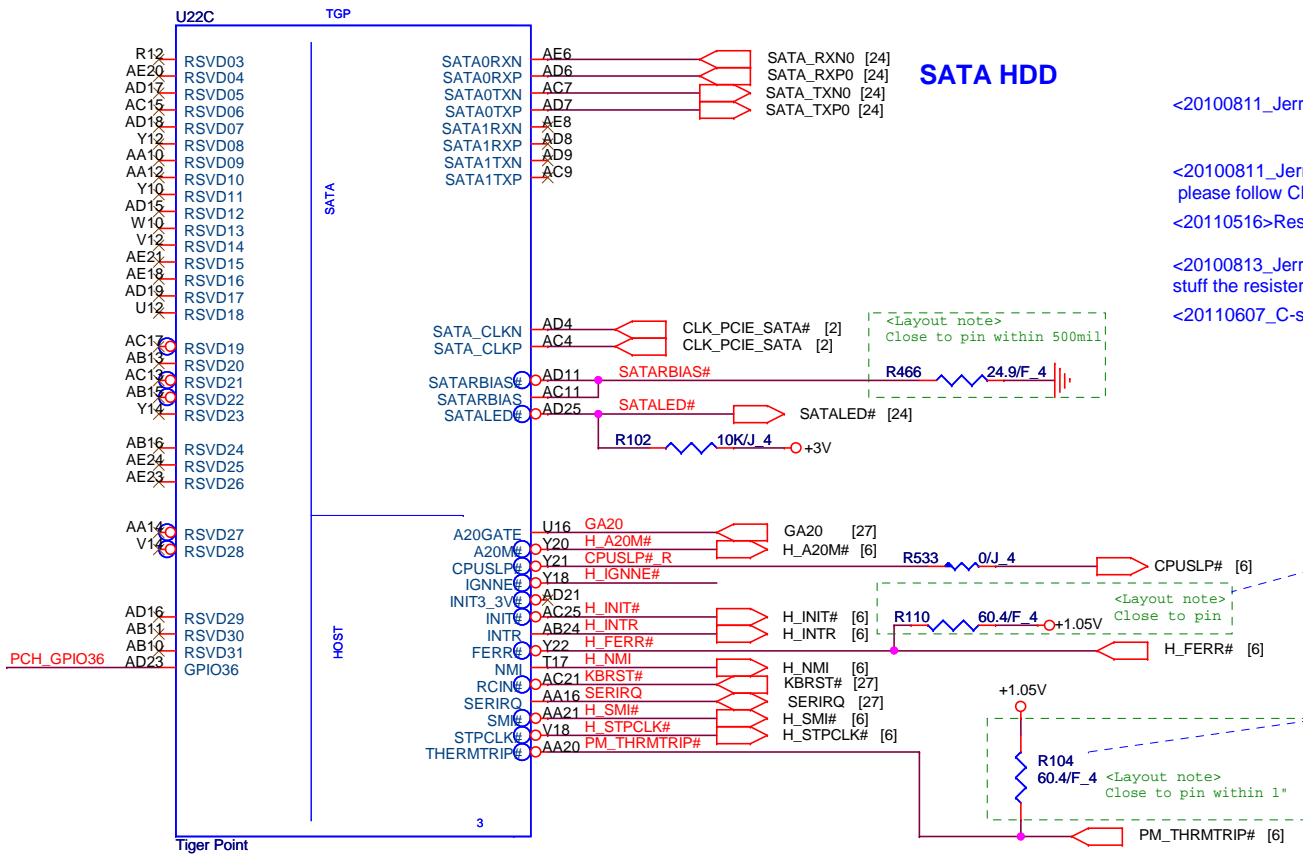 U22C
TGP
R12 RSVD03
AE20 RSVD04
AD17 RSVD05
AC15 RSVD06
AD18 RSVD07
Y12 RSVD08
AA10 RSVD09
AA12 RSVD10
Y10 RSVD11
AD15 RSVD12
W10 RSVD13
V12 RSVD14
AE21 RSVD15
AE18 RSVD16
AD19 RSVD17
U12 RSVD18
AC17 RSVD19
AB13 RSVD20
AC13 RSVD21
AB15 RSVD22
Y14 RSVD23
AB16 RSVD24
AE24 RSVD25
AE23 RSVD26
AA14 RSVD27
V14 RSVD28
AD16 RSVD29
AB11 RSVD30
AB10 RSVD31
PCH_GPIO36 AD23 GPIO36
SATA
HOST
SATA0RXN AE6 SATA_RXN0 [24]
SATA0RXP AD6 SATA_RXP0 [24]
SATA0TXN AC7 SATA_TXN0 [24]
SATA0TXP AD7 SATA_TXP0 [24]
SATA1RXN AE8
SATA1RXP AD8
SATA1TXN AD9
SATA1TXP AC9
SATA HDD
SATA_CLKN AD4 CLK_PCIE_SATA# [2]
SATA_CLKP AC4 CLK_PCIE_SATA [2]
SATARBIAS# AD11 SATARBIAS# R466 24.9/F_4
SATARBIAS AC11
SATALED# AD25 SATALED# SATALED# [24]
R102 10K/J_4 +3V
<Layout note>
Close to pin within 500mil
A20GATE U16 GA20 GA20 [27]
A20M# Y20 H_A20M# H_A20M# [6]
CPUSLP# Y21 CPUSLP#_R R533 0/J_4 CPUSLP# [6]
IGNNE# Y18 H_IGNNE#
INIT3_3V# AD21
INIT# AC25 H_INIT# H_INIT# [6]
INTR AB24 H_INTR H_INTR [6]
FERR# Y22 H_FERR# H_FERR# [6]
NMI T17 H_NMI H_NMI [6]
RCIN# AC21 KBRST# KBRST# [27]
SERIRQ AA16 SERIRQ SERIRQ [27]
SMI# AA21 H_SMI# H_SMI# [6]
STPCLK# V18 H_STPCLK# H_STPCLK# [6]
THERMTRIP# AA20 PM_THRMTRIP# PM_THRMTRIP# [6]
<Layout note>
Close to pin
R110 60.4/F_4 +1.05V
+1.05V
R104
60.4/F_4
<Layout note>
Close to pin within 1"
3
Tiger Point
<20100811_Jerr
<20100811_Jerr
please follow C
<20110516>Res
<20100813_Jerr
stuff the resister
<20110607_C-s